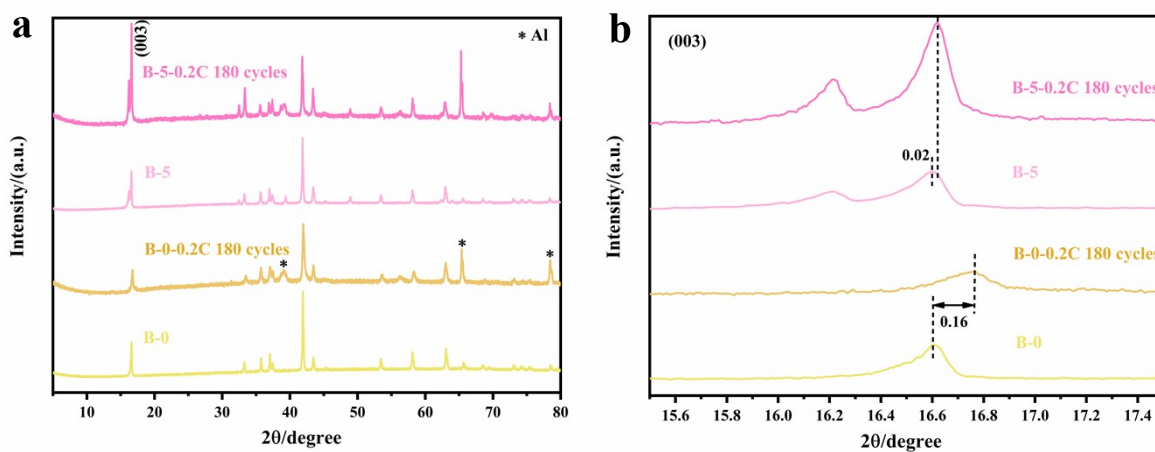 a
(003)
* Al
B-5-0.2C 180 cycles
B-5
B-0-0.2C 180 cycles
* * *
B-0
Intensity/(a.u.)
10 20 30 40 50 60 70 80
2θ/degree
b
(003)
B-5-0.2C 180 cycles
0.02
B-5
B-0-0.2C 180 cycles
0.16
B-0
Intensity/(a.u.)
15.6 15.8 16.0 16.2 16.4 16.6 16.8 17.0 17.2 17.4
2θ/degree